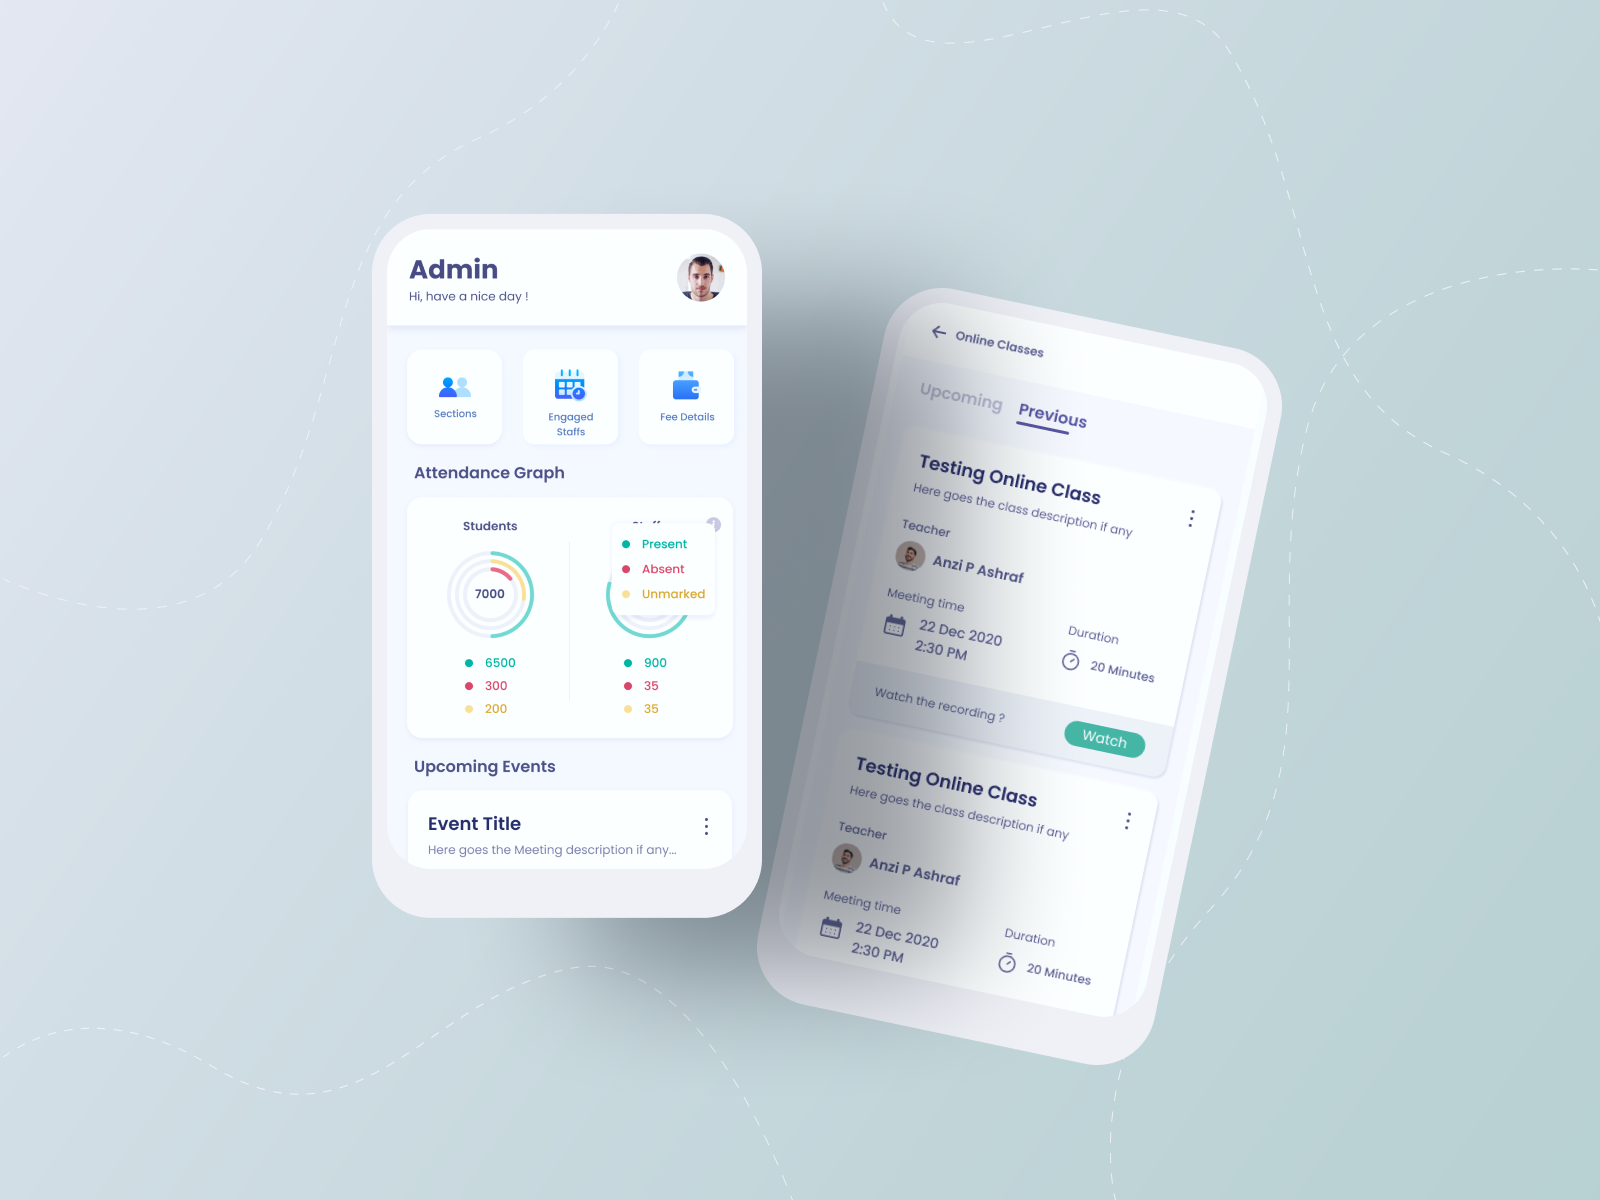 Admin
Hi, have a nice day !
Sections
Engaged
Staffs
Fee Details
Attendance Graph
Students
Present
Absent
Unmarked
7000
6500
300
200
900
35
35
Upcoming Events
Event Title
Here goes the Meeting description if any...
Online Classes
Upcoming
Previous
Testing Online Class
Here goes the class description if any
Teacher
Anzi P Ashraf
Meeting time
22 Dec 2020
2:30 PM
Duration
20 Minutes
Watch the recording ?
Watch
Testing Online Class
Here goes the class description if any
Teacher
Anzi P Ashraf
Meeting time
22 Dec 2020
2:30 PM
Duration
20 Minutes